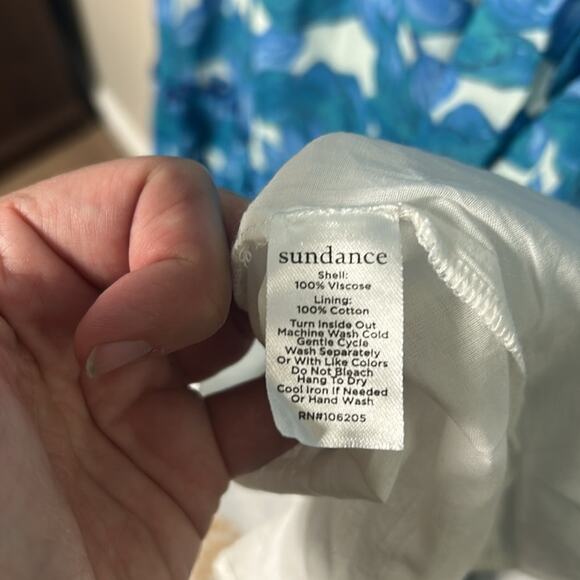 sundance
Shell:
100% Viscose
Lining:
100% Cotton
Turn Inside Out
Machine Wash Cold
Gentle Cycle
Wash Separately
Or With Like Colors
Do Not Bleach
Hang To Dry
Cool Iron If Needed
Or Hand Wash
RN#106205